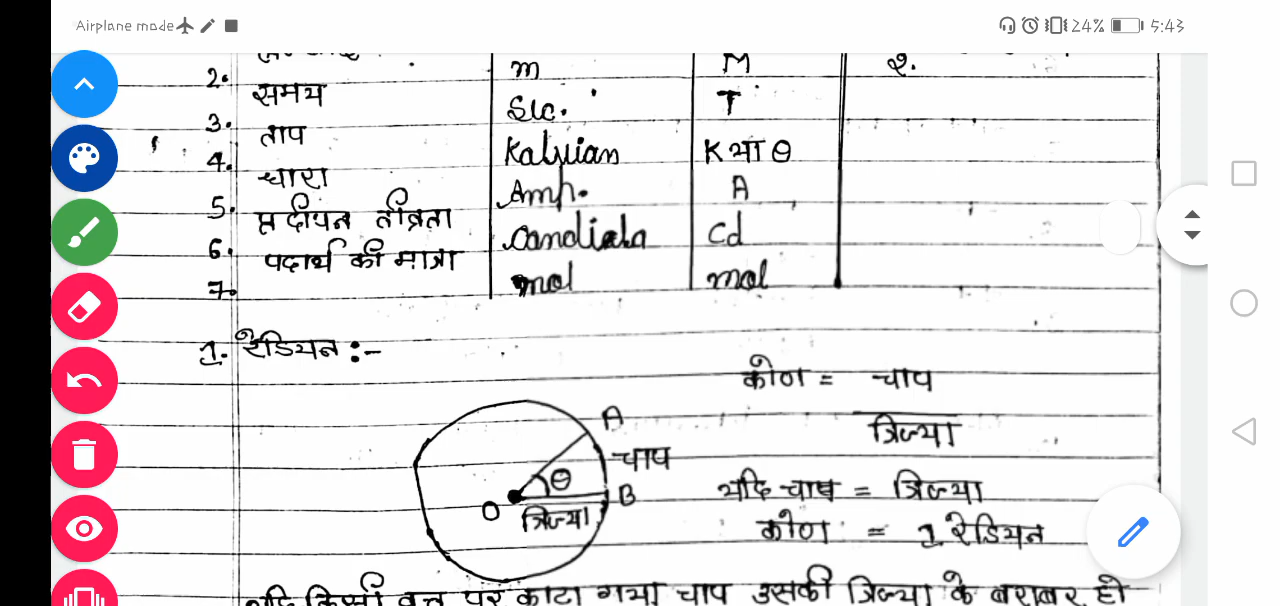 Airplane mode 24% 5:43
2. m M 2.
समय Sec. T
3. ताप Kalvian K या θ
4. धारा Amp. A
5. प्रदीपन तीव्रता Candiela Cd
6. पदार्थ की मात्रा mol mol
7.
1. रेडियन :-
कोण = चाप
त्रिज्या
A
चाप
θ
O B
त्रिज्या
यदि चाप = त्रिज्या
कोण = 1 रेडियन
यदि किसी वृत्त पर काटा गया चाप उसकी त्रिज्या के बराबर हो